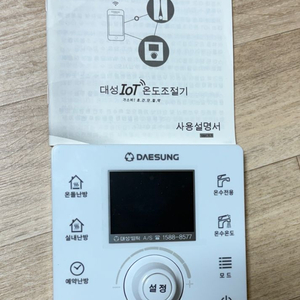 대성 IoT 온도조절기
사용설명서
DAESUNG
온돌난방
온수전용
실내난방
온수온도
예약난방
모드
대성쎌틱 A/S ☎ 1588-8577
설정